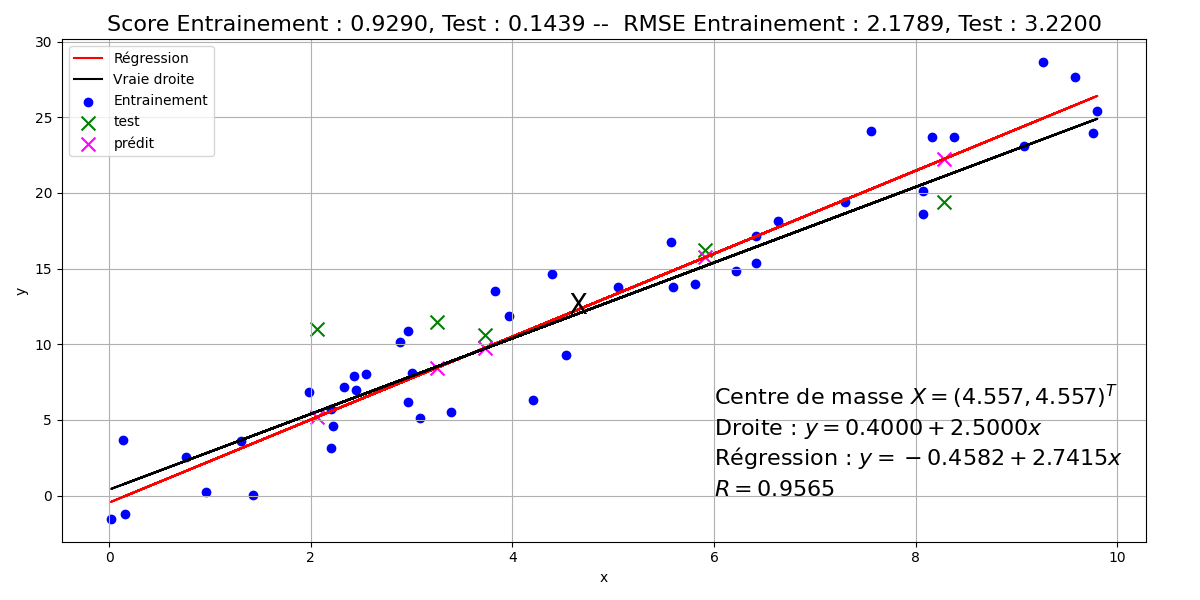 Score Entrainement : 0.9290, Test : 0.1439 -- RMSE Entrainement : 2.1789, Test : 3.2200
30
25
20
15
10
5
0
y
Régression
Vraie droite
Entrainement
test
prédit
X
Centre de masse X = (4.557, 4.557)^T
Droite : y = 0.4000 + 2.5000x
Régression : y = −0.4582 + 2.7415x
R = 0.9565
0 2 4 6 8 10
x